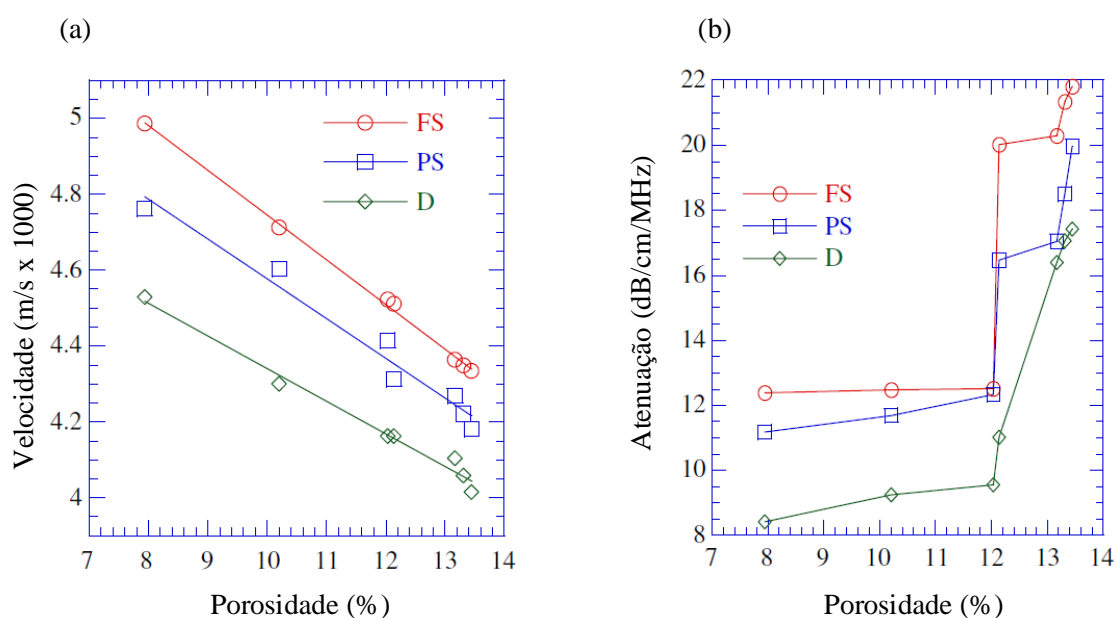 (a)
5
4.8
4.6
4.4
4.2
4
7
8
9
10
11
12
13
14
FS
PS
D
Velocidade (m/s x 1000)
Porosidade (%)
(b)
22
20
18
16
14
12
10
8
7
8
9
10
11
12
13
14
FS
PS
D
Atenuação (dB/cm/MHz)
Porosidade (%)